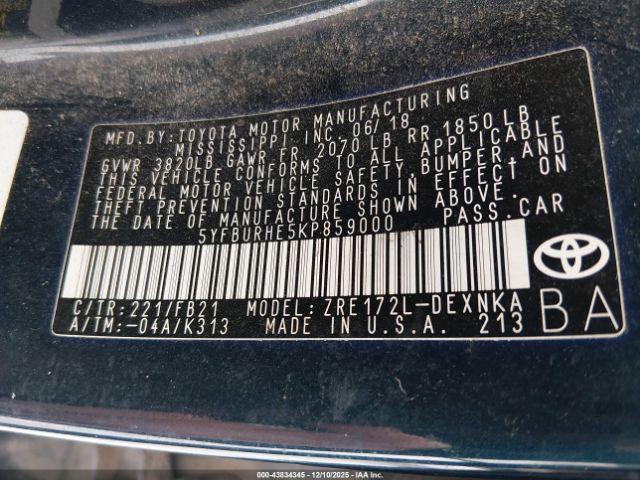 MFD.BY:TOYOTA MOTOR MANUFACTURING
MISSISSIPPI INC. 06/18
GVWR 3820LB GAWR FR 2070 LB RR 1850 LB
THIS VEHICLE CONFORMS TO ALL APPLICABLE
FEDERAL MOTOR VEHICLE SAFETY,BUMPER,AND
THEFT PREVENTION STANDARDS IN EFFECT ON
THE DATE OF MANUFACTURE SHOWN ABOVE.
5YFBURHE5KP859000 PASS.CAR
C/TR:221/FB21 MODEL:ZRE172L-DEXNKA
A/TM:-04A/K313 MADE IN U.S.A. 213
TOYOTA
BA
000-43834345 - 12/10/2025 - IAA Inc.